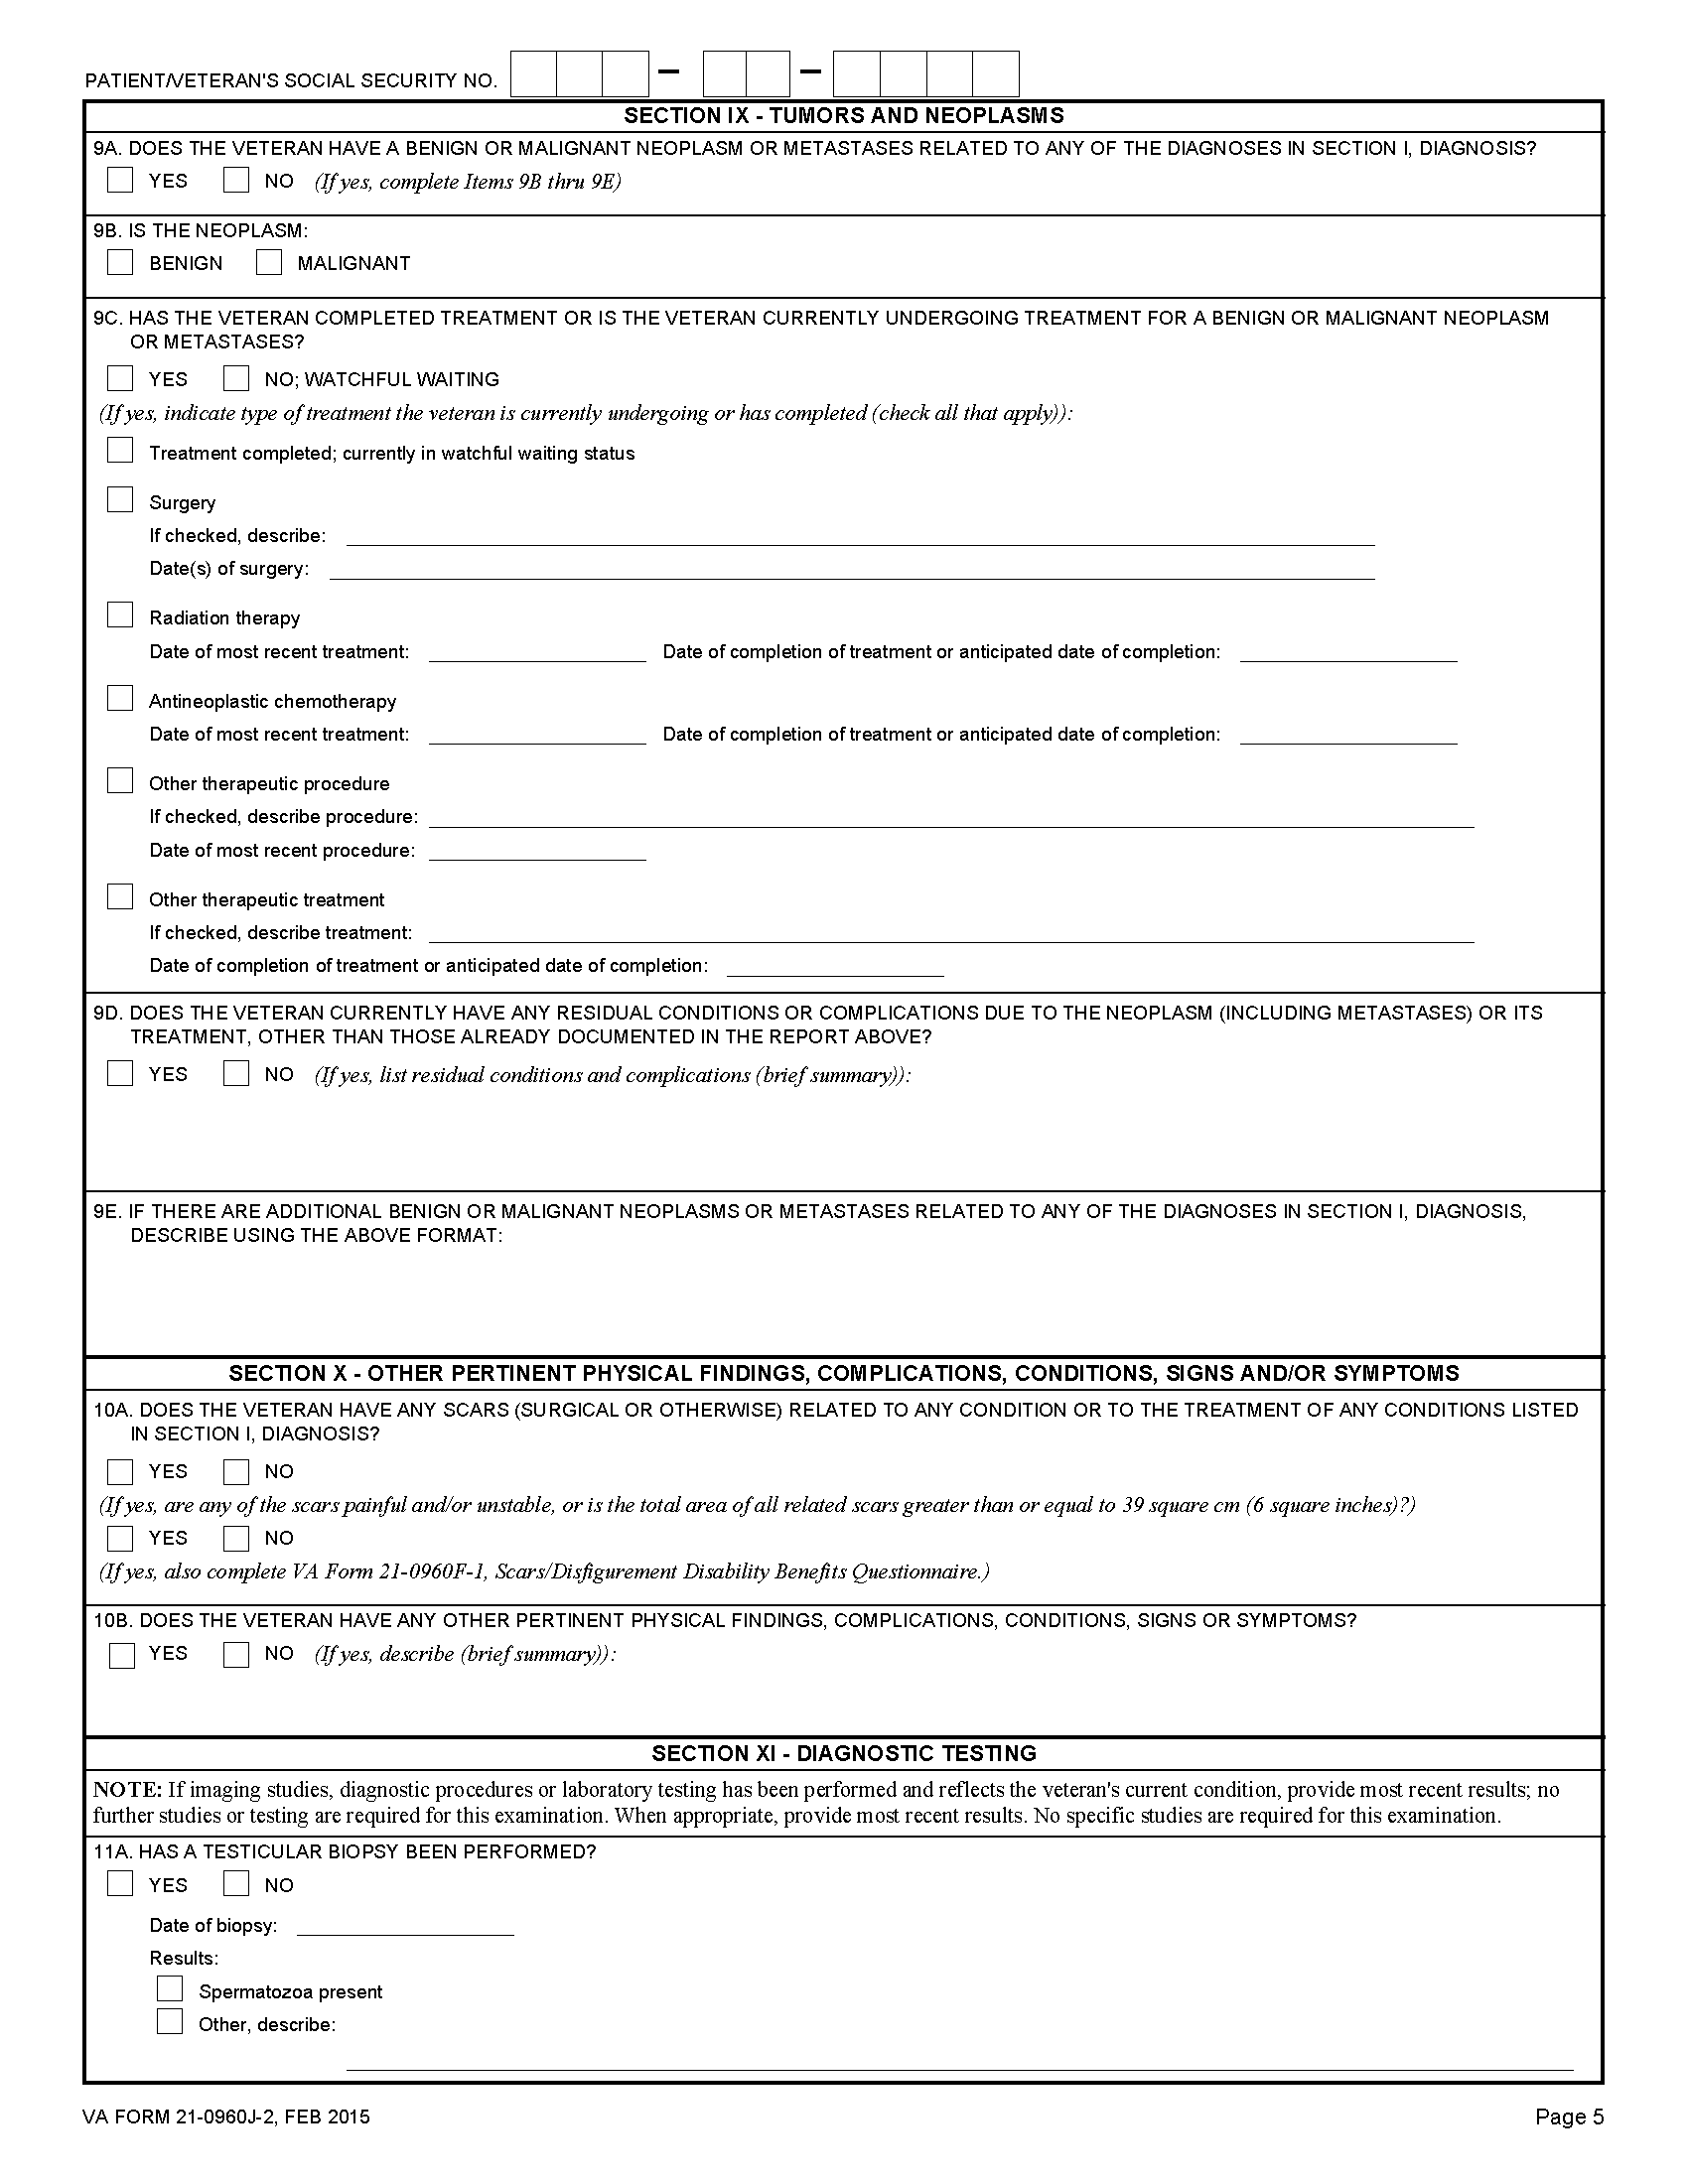 PATIENT/VETERAN'S SOCIAL SECURITY NO. – –
SECTION IX - TUMORS AND NEOPLASMS
9A. DOES THE VETERAN HAVE A BENIGN OR MALIGNANT NEOPLASM OR METASTASES RELATED TO ANY OF THE DIAGNOSES IN SECTION I, DIAGNOSIS?
YES NO (If yes, complete Items 9B thru 9E)
9B. IS THE NEOPLASM:
BENIGN MALIGNANT
9C. HAS THE VETERAN COMPLETED TREATMENT OR IS THE VETERAN CURRENTLY UNDERGOING TREATMENT FOR A BENIGN OR MALIGNANT NEOPLASM
OR METASTASES?
YES NO; WATCHFUL WAITING
(If yes, indicate type of treatment the veteran is currently undergoing or has completed (check all that apply)):
Treatment completed; currently in watchful waiting status
Surgery
If checked, describe:
Date(s) of surgery:
Radiation therapy
Date of most recent treatment: Date of completion of treatment or anticipated date of completion:
Antineoplastic chemotherapy
Date of most recent treatment: Date of completion of treatment or anticipated date of completion:
Other therapeutic procedure
If checked, describe procedure:
Date of most recent procedure:
Other therapeutic treatment
If checked, describe treatment:
Date of completion of treatment or anticipated date of completion:
9D. DOES THE VETERAN CURRENTLY HAVE ANY RESIDUAL CONDITIONS OR COMPLICATIONS DUE TO THE NEOPLASM (INCLUDING METASTASES) OR ITS
TREATMENT, OTHER THAN THOSE ALREADY DOCUMENTED IN THE REPORT ABOVE?
YES NO (If yes, list residual conditions and complications (brief summary)):
9E. IF THERE ARE ADDITIONAL BENIGN OR MALIGNANT NEOPLASMS OR METASTASES RELATED TO ANY OF THE DIAGNOSES IN SECTION I, DIAGNOSIS,
DESCRIBE USING THE ABOVE FORMAT:
SECTION X - OTHER PERTINENT PHYSICAL FINDINGS, COMPLICATIONS, CONDITIONS, SIGNS AND/OR SYMPTOMS
10A. DOES THE VETERAN HAVE ANY SCARS (SURGICAL OR OTHERWISE) RELATED TO ANY CONDITION OR TO THE TREATMENT OF ANY CONDITIONS LISTED
IN SECTION I, DIAGNOSIS?
YES NO
(If yes, are any of the scars painful and/or unstable, or is the total area of all related scars greater than or equal to 39 square cm (6 square inches)?)
YES NO
(If yes, also complete VA Form 21-0960F-1, Scars/Disfigurement Disability Benefits Questionnaire.)
10B. DOES THE VETERAN HAVE ANY OTHER PERTINENT PHYSICAL FINDINGS, COMPLICATIONS, CONDITIONS, SIGNS OR SYMPTOMS?
YES NO (If yes, describe (brief summary)):
SECTION XI - DIAGNOSTIC TESTING
NOTE: If imaging studies, diagnostic procedures or laboratory testing has been performed and reflects the veteran's current condition, provide most recent results; no
further studies or testing are required for this examination. When appropriate, provide most recent results. No specific studies are required for this examination.
11A. HAS A TESTICULAR BIOPSY BEEN PERFORMED?
YES NO
Date of biopsy:
Results:
Spermatozoa present
Other, describe:
VA FORM 21-0960J-2, FEB 2015 Page 5